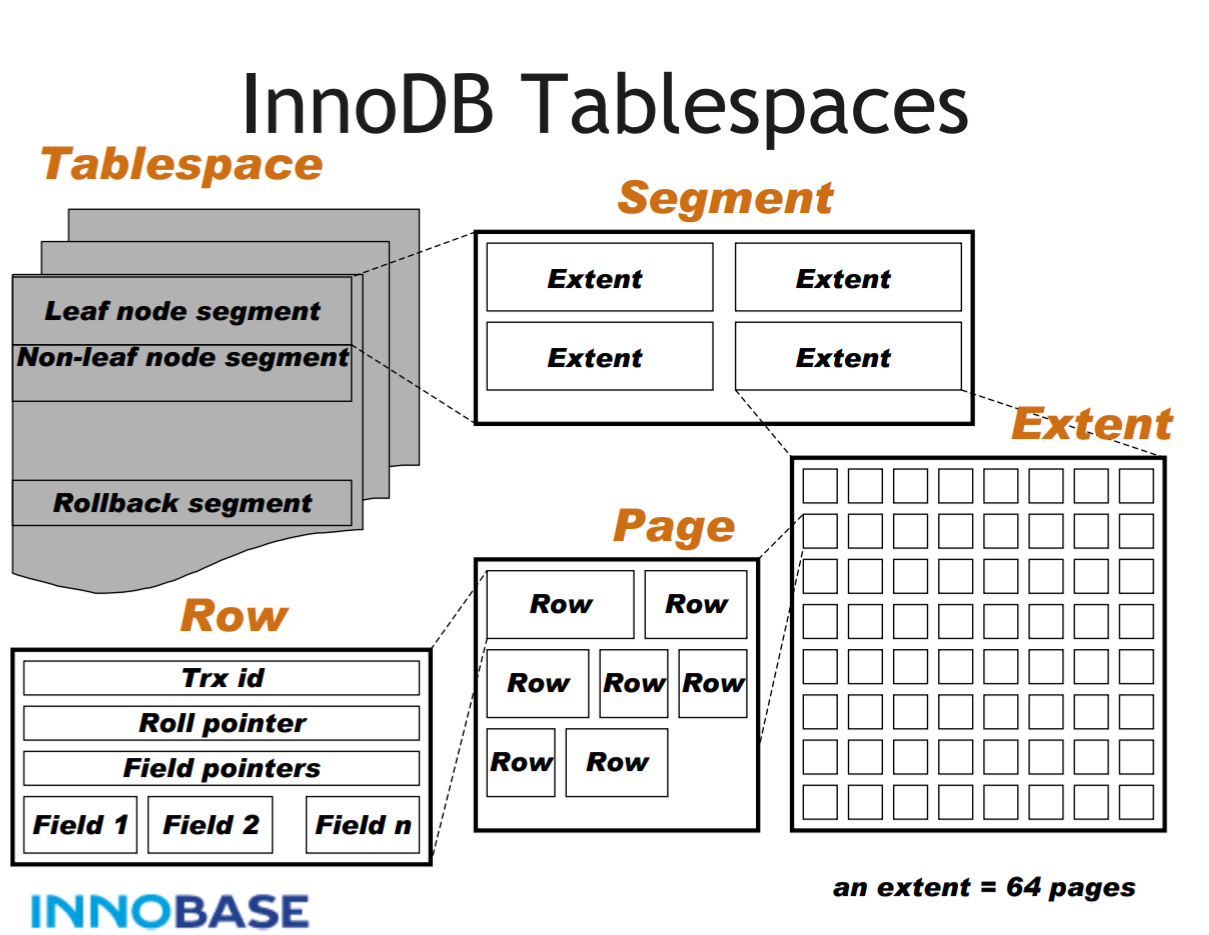 InnoDB Tablespaces
Tablespace
Leaf node segment
Non-leaf node segment
Rollback segment
Segment
Extent
Extent
Extent
Extent
Extent
Page
Row
Row
Row
Row
Row
Row
Row
Row
Trx id
Roll pointer
Field pointers
Field 1
Field 2
Field n
an extent = 64 pages
INNOBASE